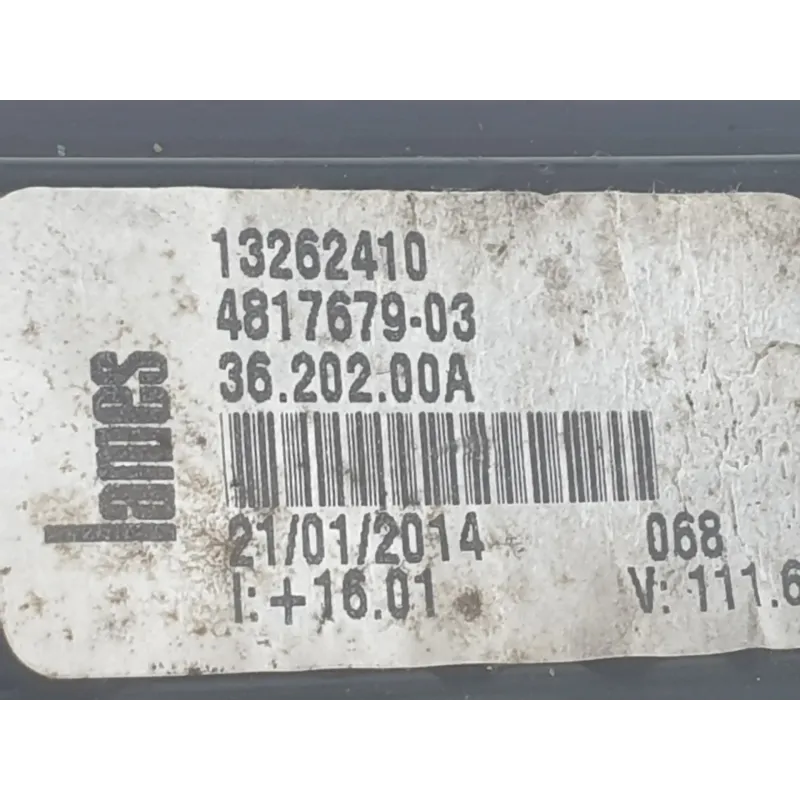 13262410
4817679-03
36.202.00A
lames
21/01/2014 068
I: +16.01 V: 111.6